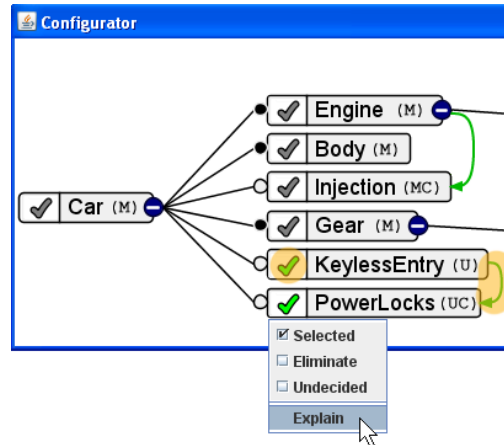 Configurator
Engine (M)
Body (M)
Injection (MC)
Car (M)
Gear (M)
KeylessEntry (U)
PowerLocks (UC)
Selected
Eliminate
Undecided
Explain